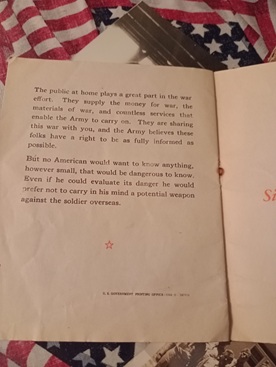 The public at home plays a great part in the war
effort. They supply the money for war, the
materials of war, and countless services that
enable the Army to carry on. They are sharing
this war with you, and the Army believes these
folks have a right to be as fully informed as
possible.
But no American would want to know anything,
however small, that would be dangerous to know.
Even if he could evaluate its danger he would
prefer not to carry in his mind a potential weapon
against the soldier overseas.
U. S. GOVERNMENT PRINTING OFFICE
Si